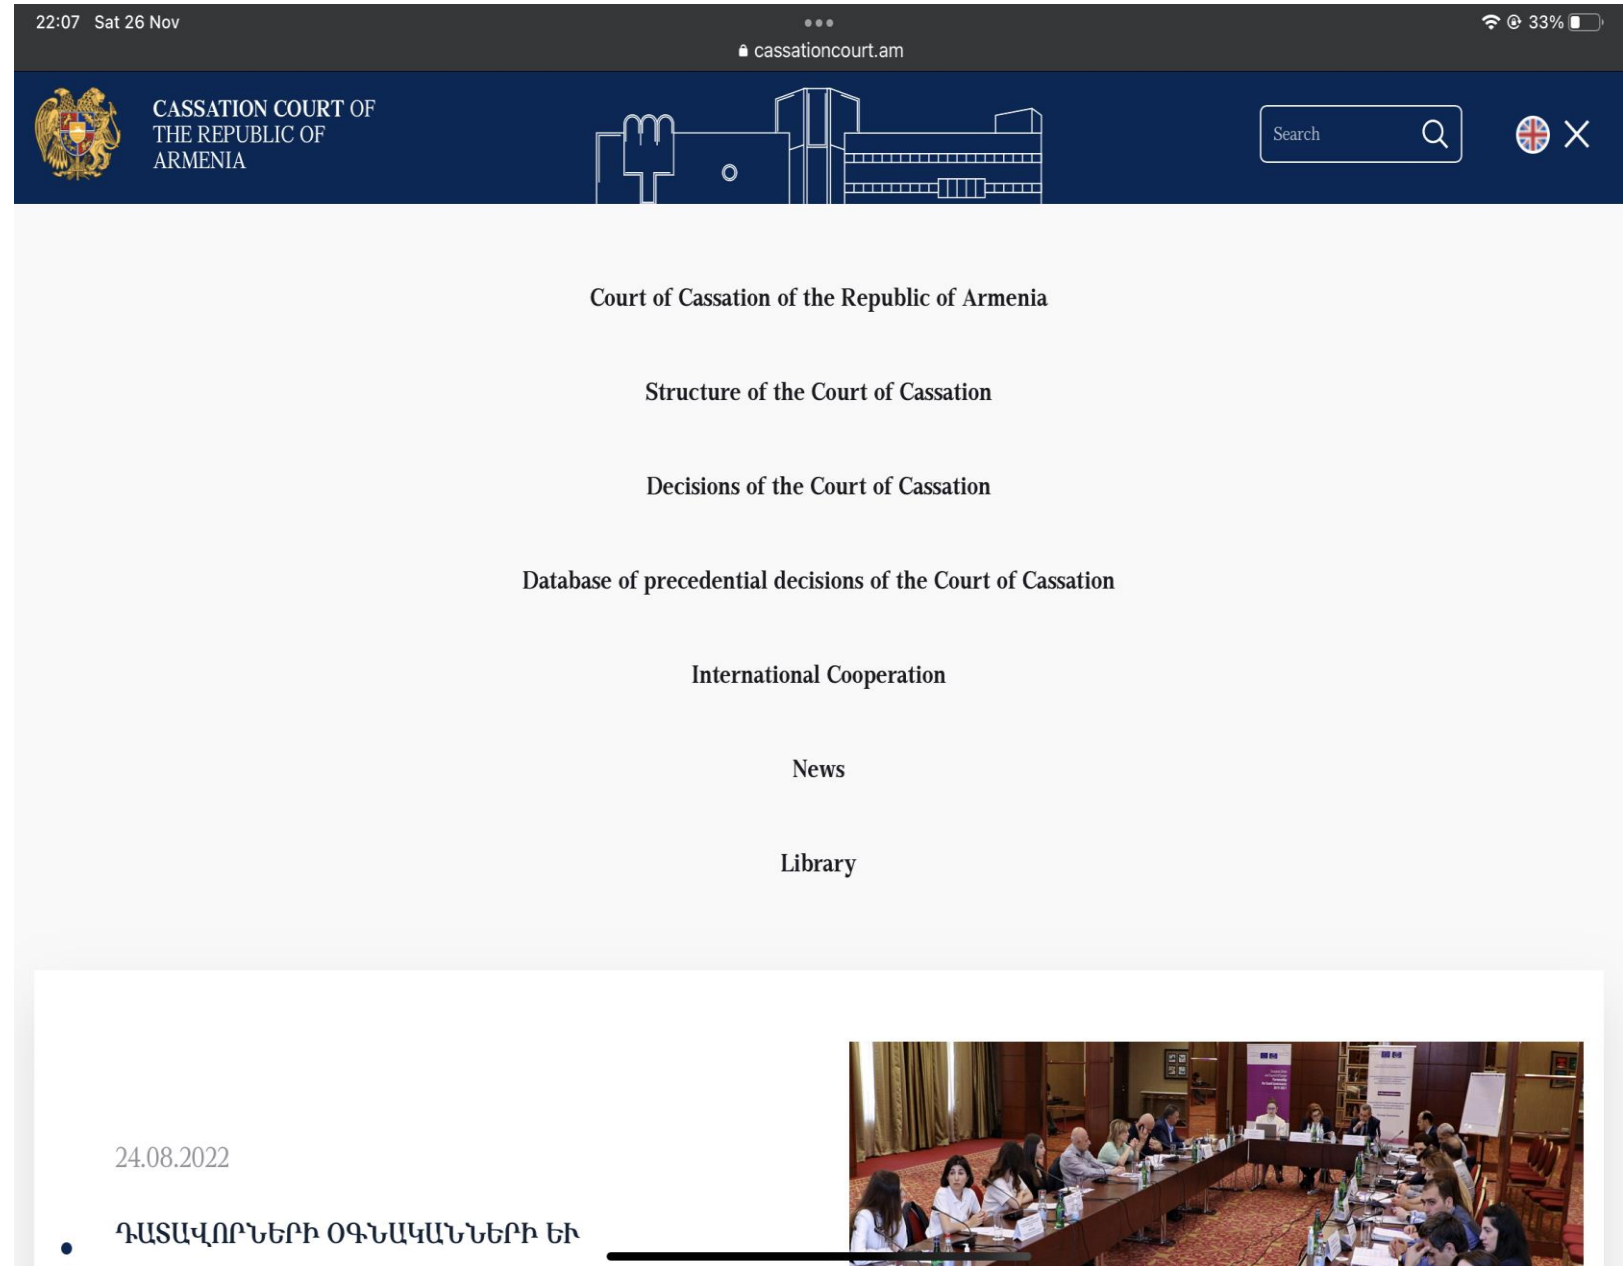 22:07 Sat 26 Nov
33%
cassationcourt.am
CASSATION COURT OF
THE REPUBLIC OF
ARMENIA
Search
Court of Cassation of the Republic of Armenia
Structure of the Court of Cassation
Decisions of the Court of Cassation
Database of precedential decisions of the Court of Cassation
International Cooperation
News
Library
24.08.2022
ԴԱՏԱՎՈՐՆԵՐԻ ՕԳՆԱԿԱՆՆԵՐԻ ԵՒ